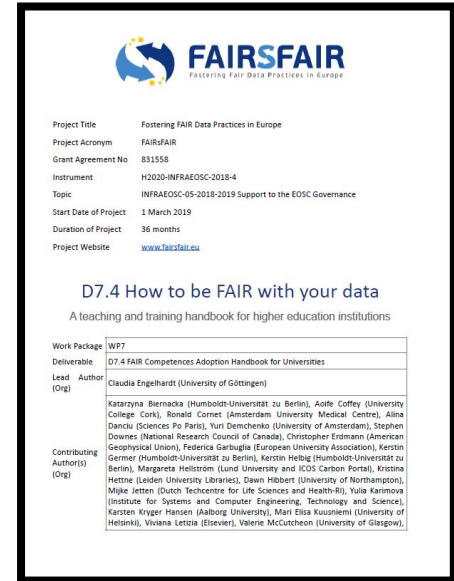 FAIRSFAIR
Fostering Fair Data Practices in Europe
Project Title Fostering FAIR Data Practices in Europe
Project Acronym FAIRsFAIR
Grant Agreement No 831558
Instrument H2020-INFRAEOSC-2018-4
Topic INFRAEOSC-05-2018-2019 Support to the EOSC Governance
Start Date of Project 1 March 2019
Duration of Project 36 months
Project Website www.fairsfair.eu
D7.4 How to be FAIR with your data
A teaching and training handbook for higher education institutions
Work Package WP7
Deliverable D7.4 FAIR Competences Adoption Handbook for Universities
Lead Author (Org) Claudia Engelhardt (University of Göttingen)
Contributing Author(s) (Org)
Katarzyna Biernacka (Humboldt-Universität zu Berlin), Aoife Coffey (University
College Cork), Ronald Cornet (Amsterdam University Medical Centre), Alina
Danciu (Sciences Po Paris), Yuri Demchenko (University of Amsterdam), Stephen
Downes (National Research Council of Canada), Christopher Erdmann (American
Geophysical Union), Federica Garbuglia (European University Association), Kerstin
Germer (Humboldt-Universität zu Berlin), Kerstin Helbig (Humboldt-Universität zu
Berlin), Margareta Hellström (Lund University and ICOS Carbon Portal), Kristina
Hettne (Leiden University Libraries), Dawn Hibbert (University of Northampton),
Mijke Jetten (Dutch Techcentre for Life Sciences and Health-RI), Yulia Karimova
(Institute for Systems and Computer Engineering, Technology and Science),
Karsten Kryger Hansen (Aalborg University), Mari Elisa Kuusniemi (University of
Helsinki), Viviana Letizia (Elsevier), Valerie McCutcheon (University of Glasgow),